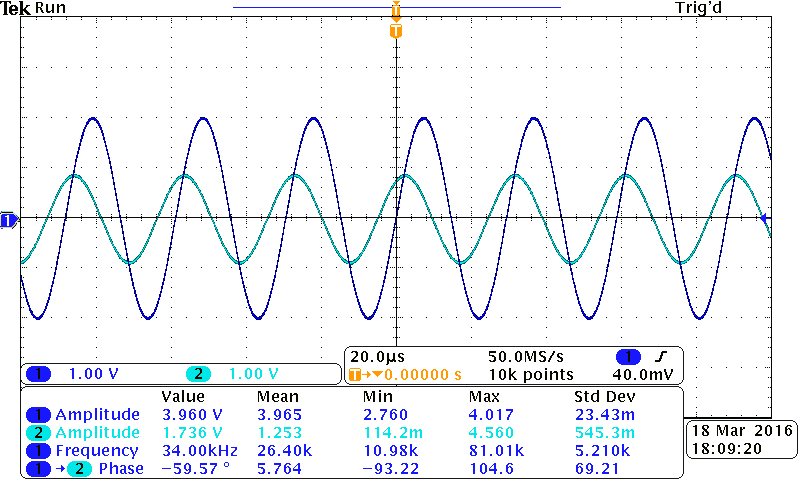 Tek Run Trig'd
T
T
1
1 1.00 V 2 1.00 V
20.0µs 50.0MS/s 1
T→▼0.00000 s 10k points 40.0mV
Value Mean Min Max Std Dev
1 Amplitude 3.960 V 3.965 2.760 4.017 23.43m
2 Amplitude 1.736 V 1.253 114.2m 4.560 545.3m
1 Frequency 34.00kHz 26.40k 10.98k 81.01k 5.210k
1 → 2 Phase −59.57 ° 5.764 −93.22 104.6 69.21
18 Mar 2016
18:09:20